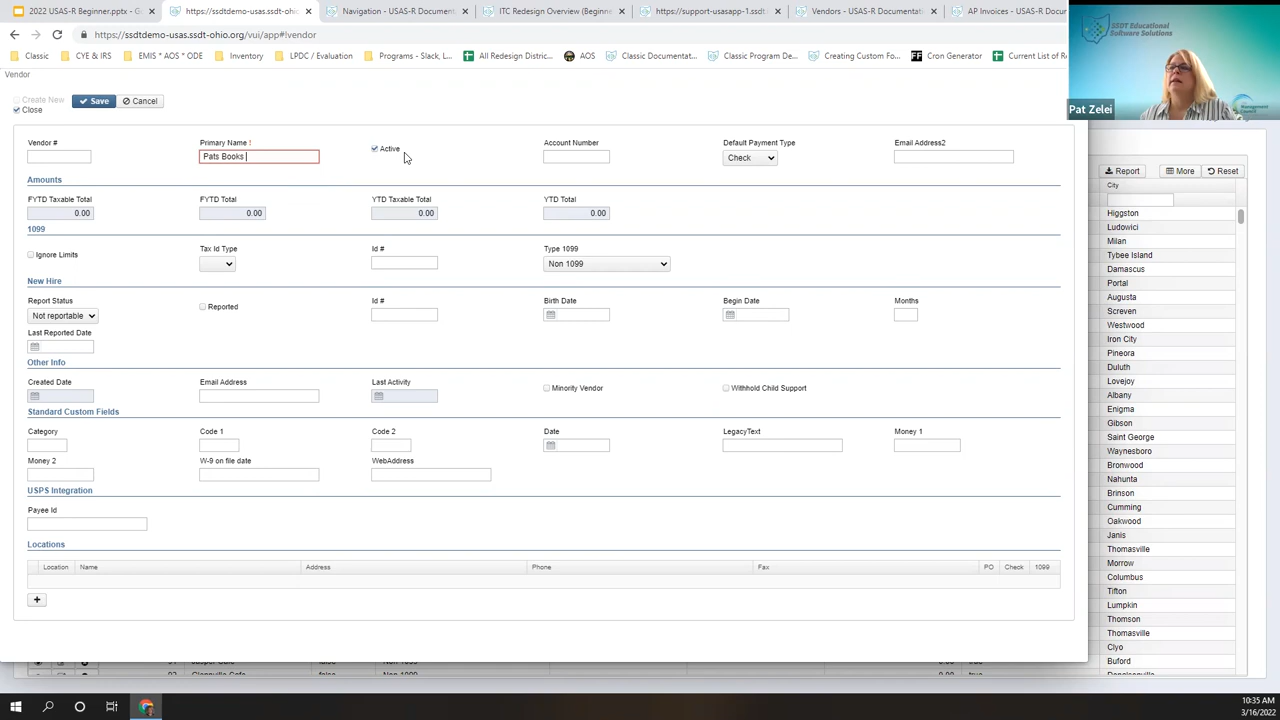 2022 USAS-R Beginner.pptx - G
https://ssdtdemo-usas.ssdt-ohio
Navigation - USAS-R Documentat
ITC Redesign Overview (Beginne
https://support-usasapp-1.ssdt
Vendors - USAS-R Documentatio
AP Invoices - USAS-R Docum
https://ssdtdemo-usas.ssdt-ohio.org/vui/app#!vendor
Classic
CYE & IRS
EMIS * AOS * ODE
Inventory
LPDC / Evaluation
Programs - Slack, L...
All Redesign Distric...
AOS
Classic Documentat...
Classic Program De...
Creating Custom Fo...
Cron Generator
Current List of R
SSDT Educational
Software Solutions
Management
Council
Pat Zelei
Vendor
Create New
Close
Save
Cancel
Vendor #
Primary Name !
Active
Account Number
Default Payment Type
Email Address2
Pats Books
Check
Amounts
FYTD Taxable Total
FYTD Total
YTD Taxable Total
YTD Total
0.00
0.00
0.00
0.00
1099
Ignore Limits
Tax Id Type
Id #
Type 1099
Non 1099
New Hire
Report Status
Reported
Id #
Birth Date
Begin Date
Months
Not reportable
Last Reported Date
Other Info
Created Date
Email Address
Last Activity
Minority Vendor
Withhold Child Support
Standard Custom Fields
Category
Code 1
Code 2
Date
LegacyText
Money 1
Money 2
W-9 on file date
WebAddress
USPS Integration
Payee Id
Locations
Location
Name
Address
Phone
Fax
PO
Check
1099
+
Report
More
Reset
City
Higgston
Ludowici
Milan
Tybee Island
Damascus
Portal
Augusta
Screven
Westwood
Iron City
Pineora
Duluth
Lovejoy
Albany
Enigma
Gibson
Saint George
Waynesboro
Bronwood
Nahunta
Brinson
Cumming
Oakwood
Janis
Thomasville
Morrow
Columbus
Tifton
Lumpkin
Thomson
Thomasville
Clyo
Buford
10:35 AM
3/16/2022